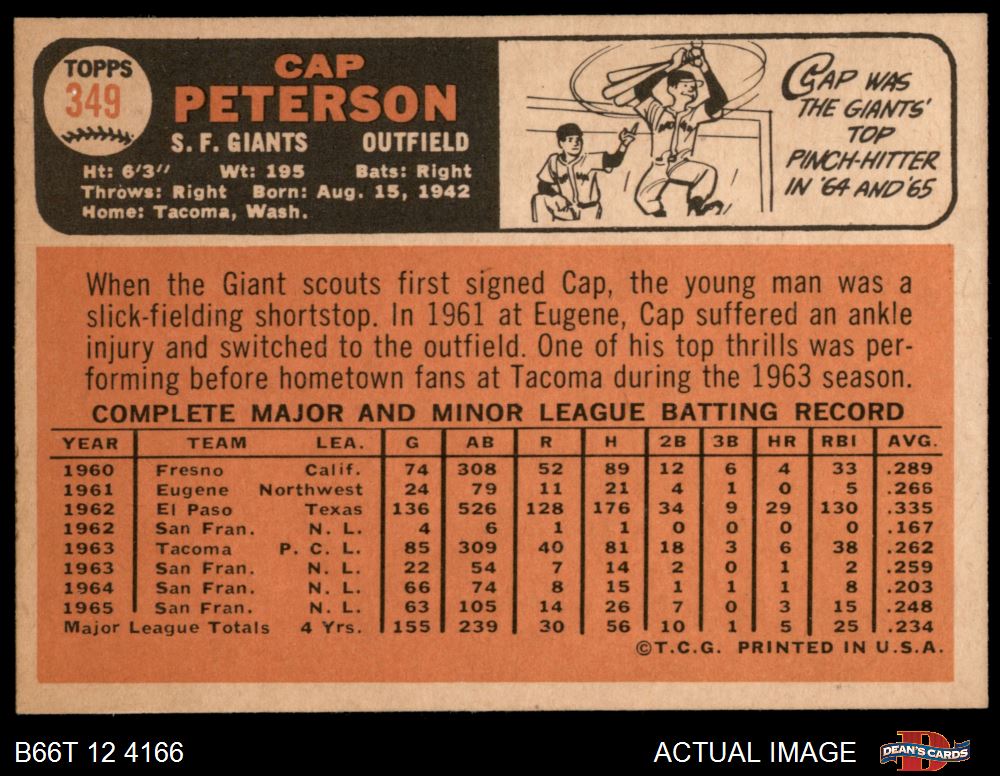 TOPPS
349
CAP
PETERSON
S. F. GIANTS OUTFIELD
Ht: 6'3" Wt: 195 Bats: Right
Throws: Right Born: Aug. 15, 1942
Home: Tacoma, Wash.
CAP WAS
THE GIANTS'
TOP
PINCH-HITTER
IN '64 AND '65
When the Giant scouts first signed Cap, the young man was a
slick-fielding shortstop. In 1961 at Eugene, Cap suffered an ankle
injury and switched to the outfield. One of his top thrills was per-
forming before hometown fans at Tacoma during the 1963 season.
COMPLETE MAJOR AND MINOR LEAGUE BATTING RECORD
YEAR TEAM LEA. G AB R H 2B 3B HR RBI AVG.
1960 Fresno Calif. 74 308 52 89 12 6 4 33 .289
1961 Eugene Northwest 24 79 11 21 4 1 0 5 .266
1962 El Paso Texas 136 526 128 176 34 9 29 130 .335
1962 San Fran. N. L. 4 6 1 1 0 0 0 0 .167
1963 Tacoma P. C. L. 85 309 40 81 18 3 6 38 .262
1963 San Fran. N. L. 22 54 7 14 2 0 1 2 .259
1964 San Fran. N. L. 66 74 8 15 1 1 1 8 .203
1965 San Fran. N. L. 63 105 14 26 7 0 3 15 .248
Major League Totals 4 Yrs. 155 239 30 56 10 1 5 25 .234
©T.C.G. PRINTED IN U.S.A.
B66T 12 4166 ACTUAL IMAGE
D
DEAN'S CARDS